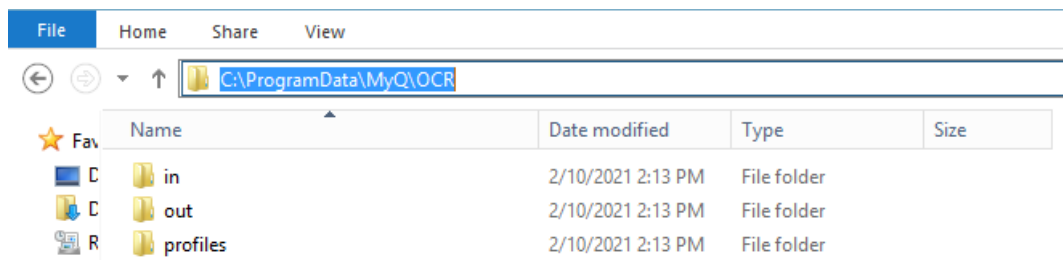 File Home Share View
C:\ProgramData\MyQ\OCR
Name Date modified Type Size
Fav
D in 2/10/2021 2:13 PM File folder
D out 2/10/2021 2:13 PM File folder
R profiles 2/10/2021 2:13 PM File folder